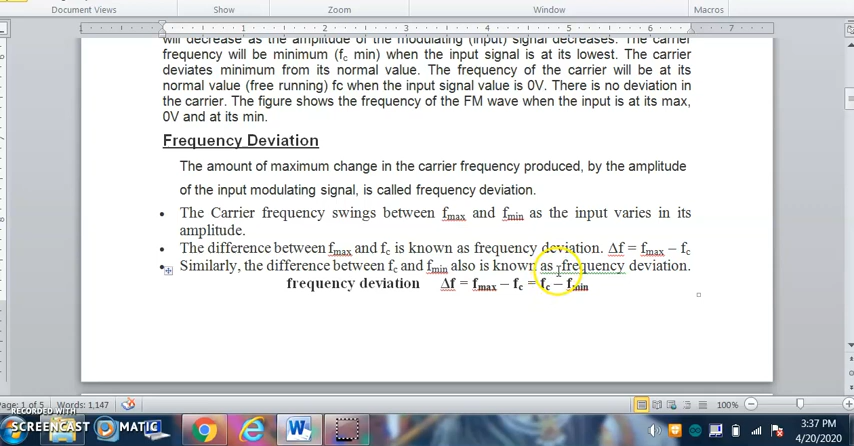 Document Views
Show
Zoom
Window
Macros
will decrease as the amplitude of the modulating (input) signal decreases. The carrier
frequency will be minimum (fc min) when the input signal is at its lowest. The carrier
deviates minimum from its normal value. The frequency of the carrier will be at its
normal value (free running) fc when the input signal value is 0V. There is no deviation in
the carrier. The figure shows the frequency of the FM wave when the input is at its max,
0V and at its min.
Frequency Deviation
The amount of maximum change in the carrier frequency produced, by the amplitude
of the input modulating signal, is called frequency deviation.
• The Carrier frequency swings between fmax and fmin as the input varies in its
amplitude.
• The difference between fmax and fc is known as frequency deviation. Δf = fmax – fc
• Similarly, the difference between fc and fmin also is known as frequency deviation.
frequency deviation Δf = fmax – fc = fc – fmin
Page: 1 of 5 Words: 1,147
100%
RECORDED WITH
SCREENCAST MATIC
3:37 PM
4/20/2020